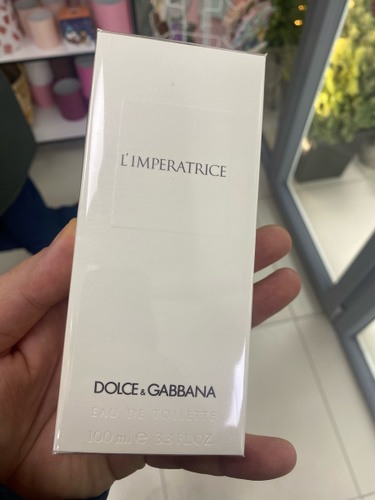 L'IMPERATRICE
DOLCE & GABBANA
EAU DE TOILETTE
100 ml ℮ 3.3 FL.OZ.